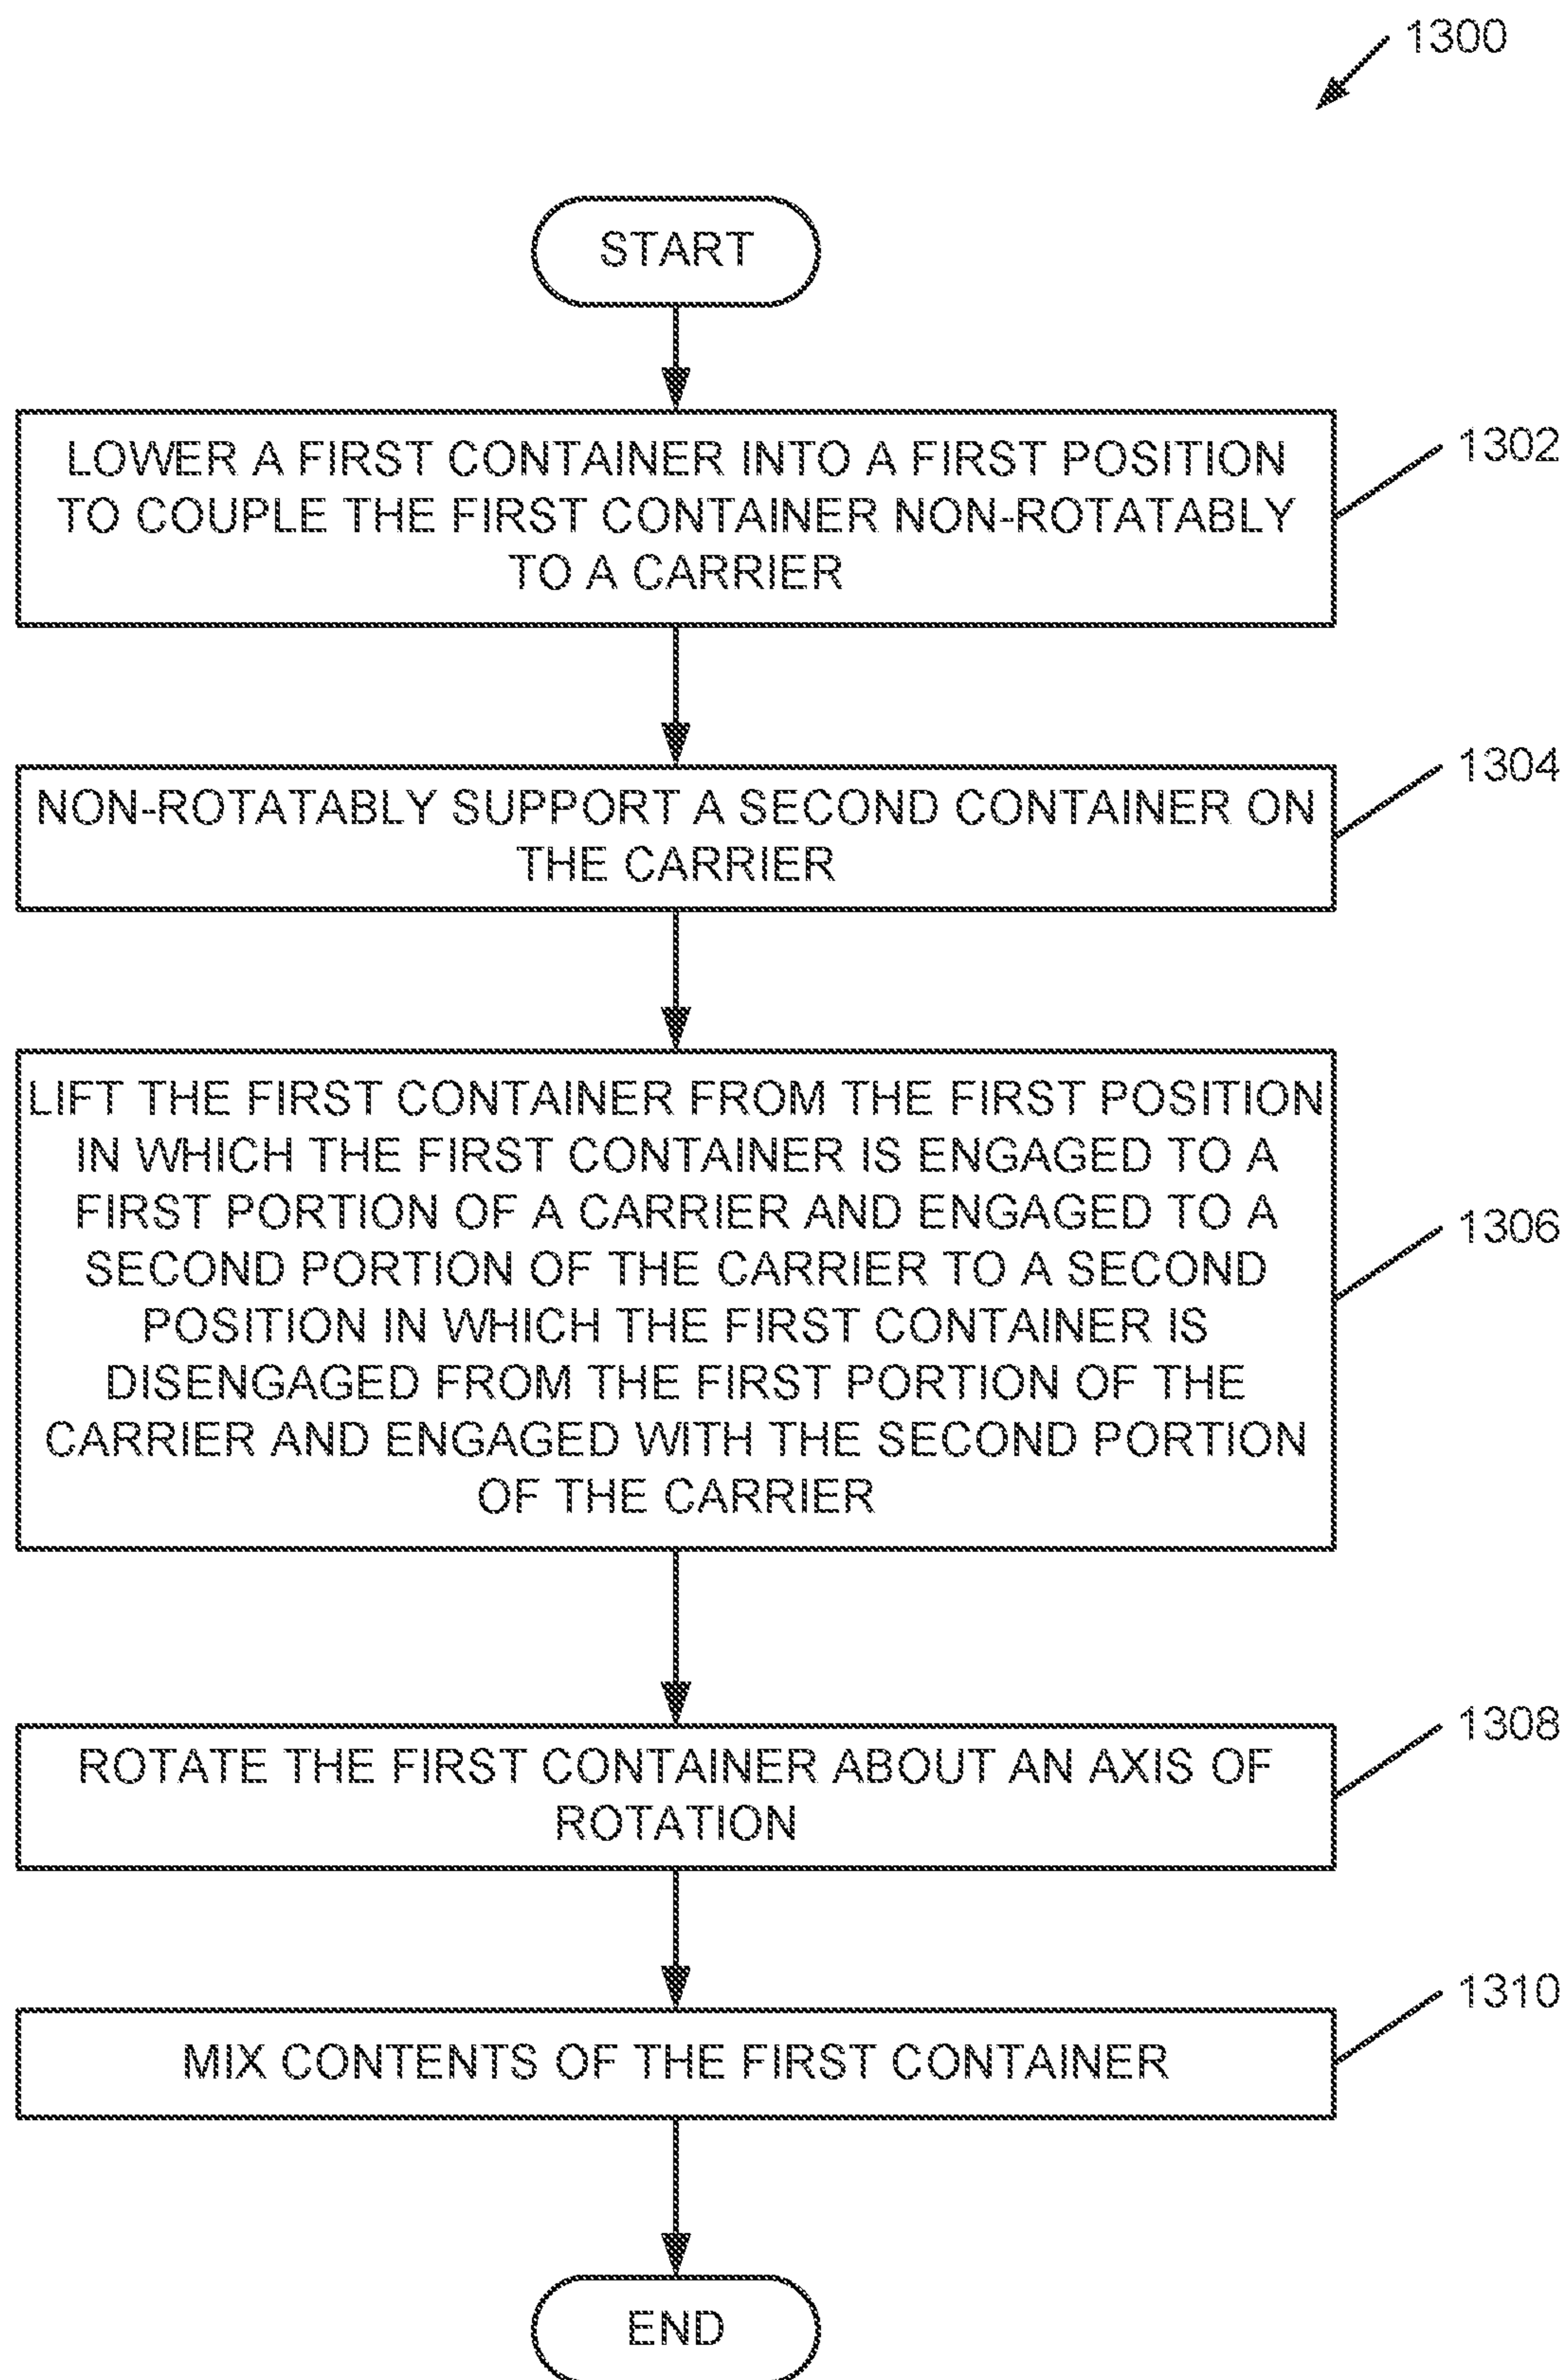 1300
START
LOWER A FIRST CONTAINER INTO A FIRST POSITION
TO COUPLE THE FIRST CONTAINER NON-ROTATABLY
TO A CARRIER
1302
NON-ROTATABLY SUPPORT A SECOND CONTAINER ON
THE CARRIER
1304
LIFT THE FIRST CONTAINER FROM THE FIRST POSITION
IN WHICH THE FIRST CONTAINER IS ENGAGED TO A
FIRST PORTION OF A CARRIER AND ENGAGED TO A
SECOND PORTION OF THE CARRIER TO A SECOND
POSITION IN WHICH THE FIRST CONTAINER IS
DISENGAGED FROM THE FIRST PORTION OF THE
CARRIER AND ENGAGED WITH THE SECOND PORTION
OF THE CARRIER
1306
ROTATE THE FIRST CONTAINER ABOUT AN AXIS OF
ROTATION
1308
MIX CONTENTS OF THE FIRST CONTAINER
1310
END